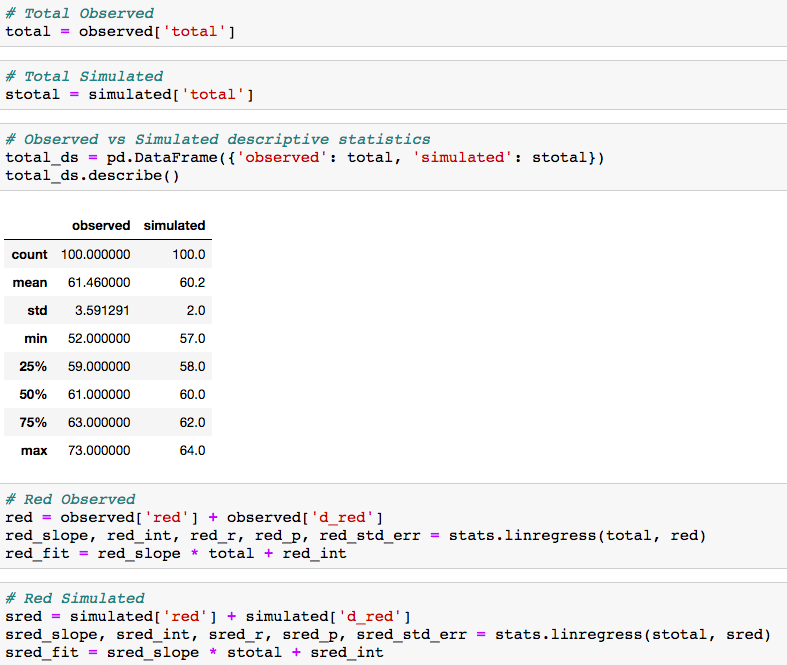 # Total Observed
total = observed['total']
# Total Simulated
stotal = simulated['total']
# Observed vs Simulated descriptive statistics
total_ds = pd.DataFrame({'observed': total, 'simulated': stotal})
total_ds.describe()
observed simulated
count 100.000000 100.0
mean 61.460000 60.2
std 3.591291 2.0
min 52.000000 57.0
25% 59.000000 58.0
50% 61.000000 60.0
75% 63.000000 62.0
max 73.000000 64.0
# Red Observed
red = observed['red'] + observed['d_red']
red_slope, red_int, red_r, red_p, red_std_err = stats.linregress(total, red)
red_fit = red_slope * total + red_int
# Red Simulated
sred = simulated['red'] + simulated['d_red']
sred_slope, sred_int, sred_r, sred_p, sred_std_err = stats.linregress(stotal, sred)
sred_fit = sred_slope * stotal + sred_int